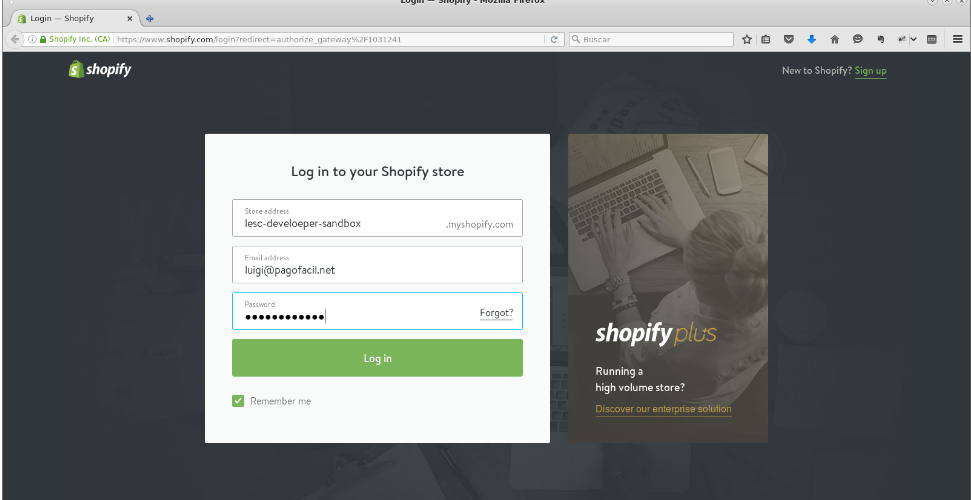 Login — Shopify - Mozilla Firefox
Login — Shopify
Shopify Inc. (CA)
https://www.shopify.com/login?redirect=authorize_gateway%2F1031241
Buscar
shopify
New to Shopify? Sign up
Log in to your Shopify store
Store address
lesc-develoeper-sandbox
.myshopify.com
Email address
luigi@pagofacil.net
Password
●●●●●●●●●●●●
Forgot?
Log in
Remember me
shopify plus
Running a
high volume store?
Discover our enterprise solution